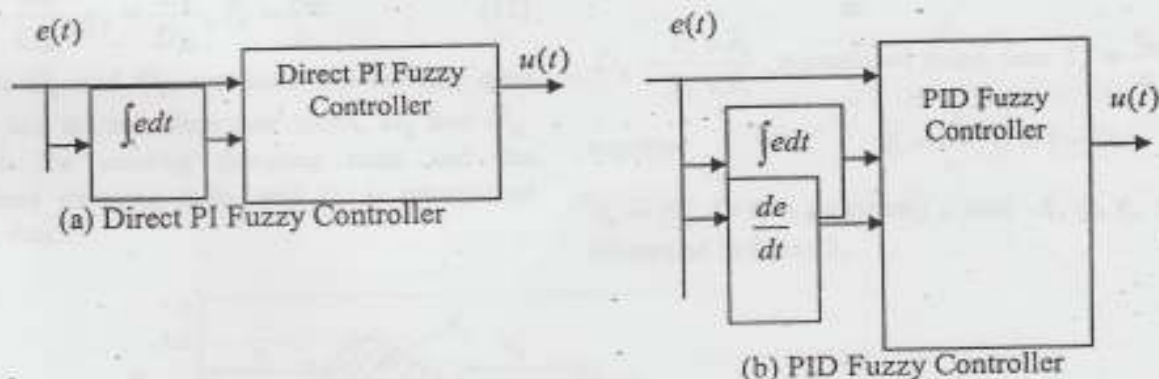 e(t)
Direct PI Fuzzy
Controller
u(t)
∫edt
(a) Direct PI Fuzzy Controller
e(t)
PID Fuzzy
Controller
u(t)
∫edt
de
dt
(b) PID Fuzzy Controller